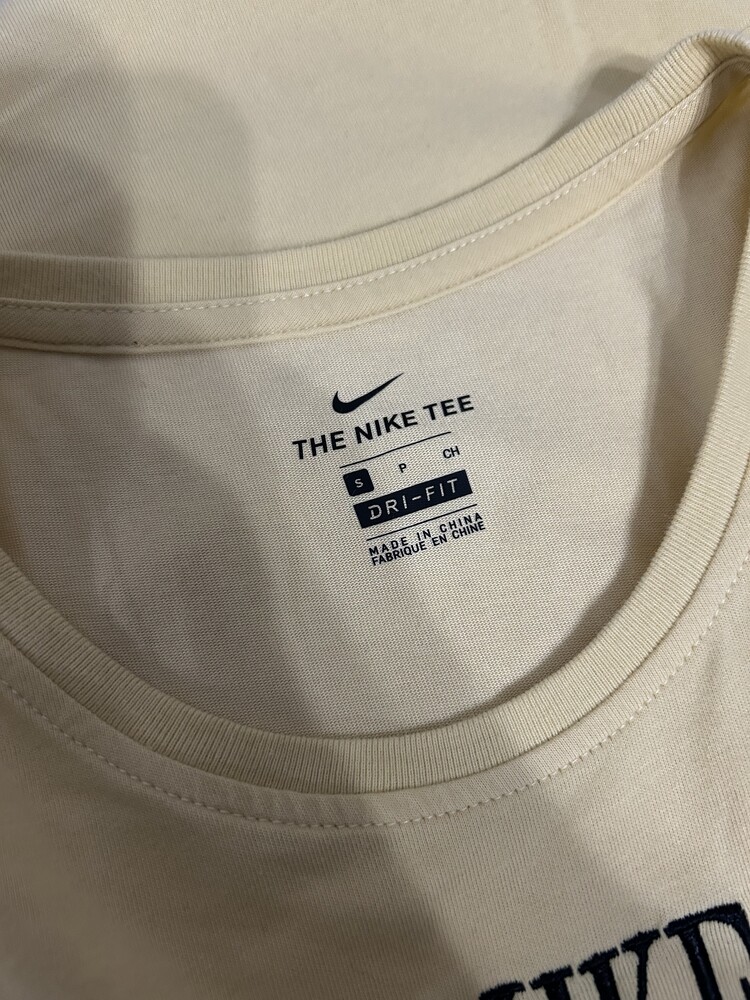 THE NIKE TEE
S P CH
DRI-FIT
MADE IN CHINA
FABRIQUE EN CHINE